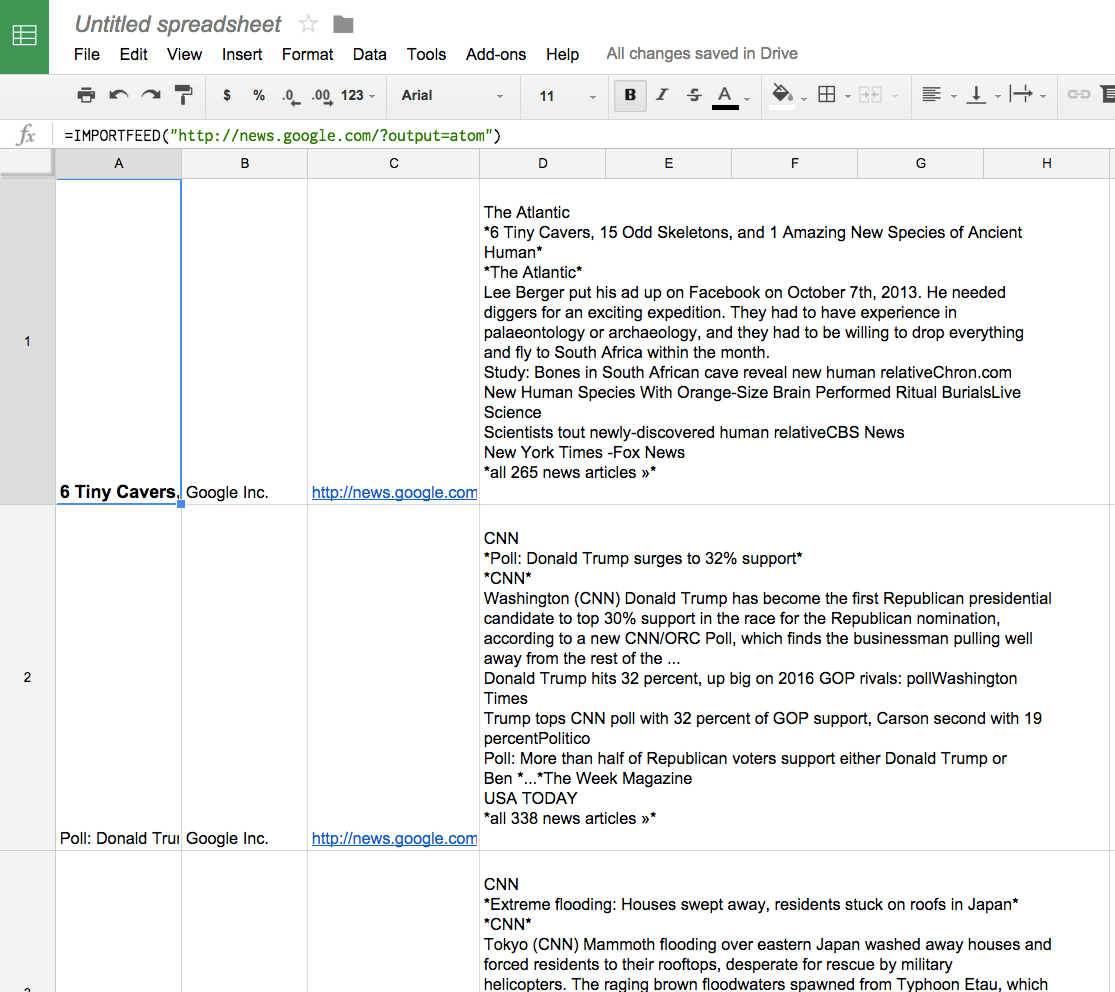 Untitled spreadsheet
File Edit View Insert Format Data Tools Add-ons Help All changes saved in Drive
$ % .0 .00 123 Arial 11 B I S A
fx =IMPORTFEED("http://news.google.com/?output=atom")
A B C D E F G H
The Atlantic
*6 Tiny Cavers, 15 Odd Skeletons, and 1 Amazing New Species of Ancient
Human*
*The Atlantic*
Lee Berger put his ad up on Facebook on October 7th, 2013. He needed
diggers for an exciting expedition. They had to have experience in
1 palaeontology or archaeology, and they had to be willing to drop everything
and fly to South Africa within the month.
Study: Bones in South African cave reveal new human relativeChron.com
New Human Species With Orange-Size Brain Performed Ritual BurialsLive
Science
Scientists tout newly-discovered human relativeCBS News
New York Times -Fox News
*all 265 news articles »*
6 Tiny Cavers, Google Inc. http://news.google.com
CNN
*Poll: Donald Trump surges to 32% support*
*CNN*
Washington (CNN) Donald Trump has become the first Republican presidential
candidate to top 30% support in the race for the Republican nomination,
according to a new CNN/ORC Poll, which finds the businessman pulling well
away from the rest of the ...
2 Donald Trump hits 32 percent, up big on 2016 GOP rivals: pollWashington
Times
Trump tops CNN poll with 32 percent of GOP support, Carson second with 19
percentPolitico
Poll: More than half of Republican voters support either Donald Trump or
Ben *...*The Week Magazine
USA TODAY
*all 338 news articles »*
Poll: Donald Tru Google Inc. http://news.google.com
CNN
*Extreme flooding: Houses swept away, residents stuck on roofs in Japan*
*CNN*
Tokyo (CNN) Mammoth flooding over eastern Japan washed away houses and
forced residents to their rooftops, desperate for rescue by military
helicopters. The raging brown floodwaters spawned from Typhoon Etau, which